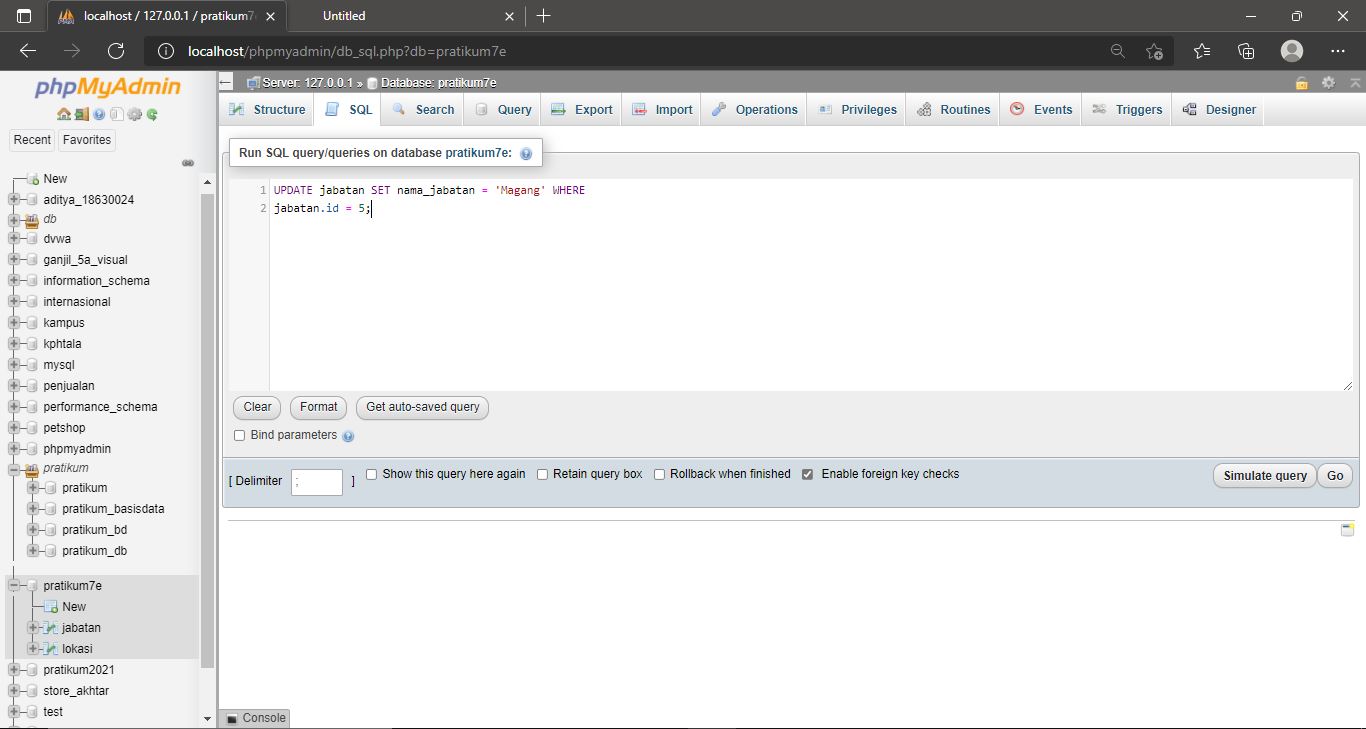 localhost / 127.0.0.1 / pratikum7
Untitled
localhost/phpmyadmin/db_sql.php?db=pratikum7e
phpMyAdmin
Recent
Favorites
New
aditya_18630024
db
dvwa
ganjil_5a_visual
information_schema
internasional
kampus
kphtala
mysql
penjualan
performance_schema
petshop
phpmyadmin
pratikum
pratikum
pratikum_basisdata
pratikum_bd
pratikum_db
pratikum7e
New
jabatan
lokasi
pratikum2021
store_akhtar
test
Server: 127.0.0.1 » Database: pratikum7e
Structure
SQL
Search
Query
Export
Import
Operations
Privileges
Routines
Events
Triggers
Designer
Run SQL query/queries on database pratikum7e:
1 UPDATE jabatan SET nama_jabatan = 'Magang' WHERE
2 jabatan.id = 5;
Clear
Format
Get auto-saved query
Bind parameters
[ Delimiter ; ]
Show this query here again
Retain query box
Rollback when finished
Enable foreign key checks
Simulate query
Go
Console